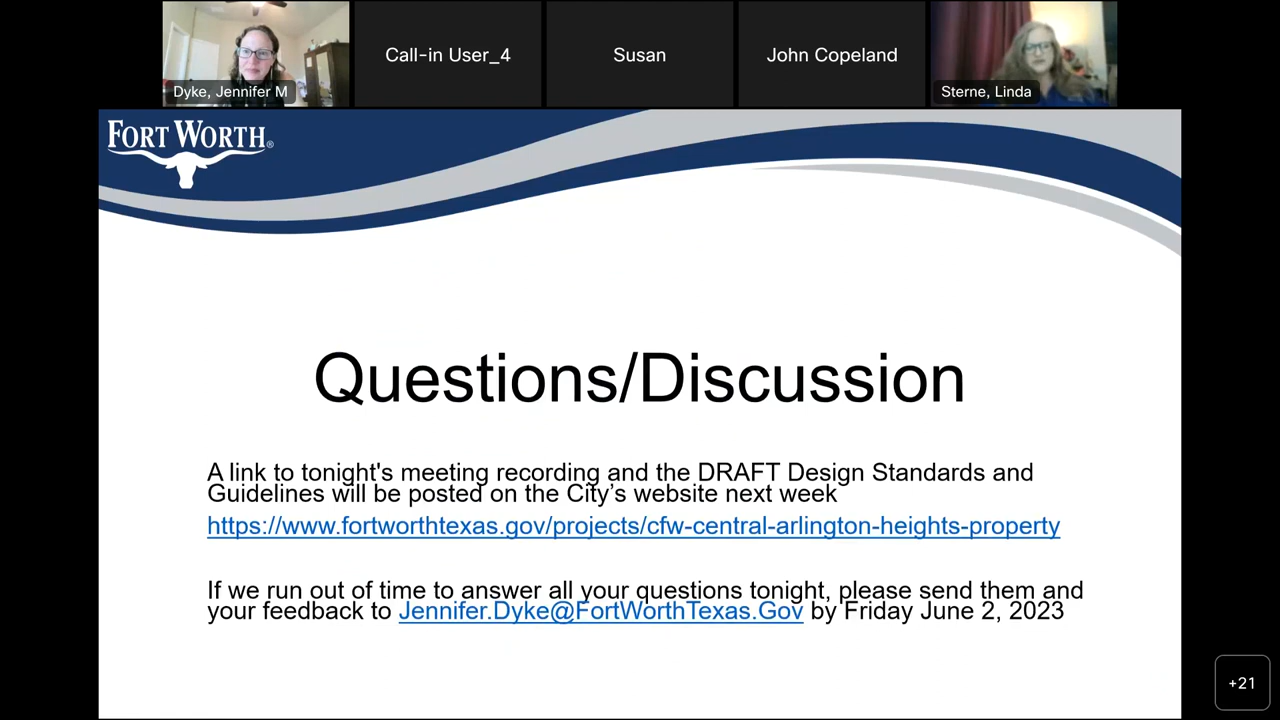 Dyke, Jennifer M
Call-in User_4
Susan
John Copeland
Sterne, Linda
FORT WORTH®
Questions/Discussion
A link to tonight's meeting recording and the DRAFT Design Standards and
Guidelines will be posted on the City’s website next week
https://www.fortworthtexas.gov/projects/cfw-central-arlington-heights-property
If we run out of time to answer all your questions tonight, please send them and
your feedback to Jennifer.Dyke@FortWorthTexas.Gov by Friday June 2, 2023
+21